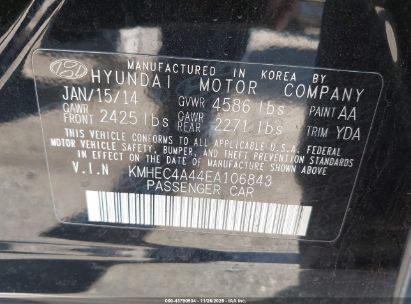 MANUFACTURED IN KOREA BY
HYUNDAI MOTOR COMPANY
JAN/15/14 GVWR 4586 lbs PAINT AA
GAWR FRONT 2425 lbs GAWR REAR 2271 lbs TRIM YDA
THIS VEHICLE CONFORMS TO ALL APPLICABLE U.S.A. FEDERAL
MOTOR VEHICLE SAFETY, BUMPER, AND THEFT PREVENTION STANDARDS
IN EFFECT ON THE DATE OF MANUFACTURE SHOWN ABOVE.
V.I.N KMHEC4A44EA106843
PASSENGER CAR